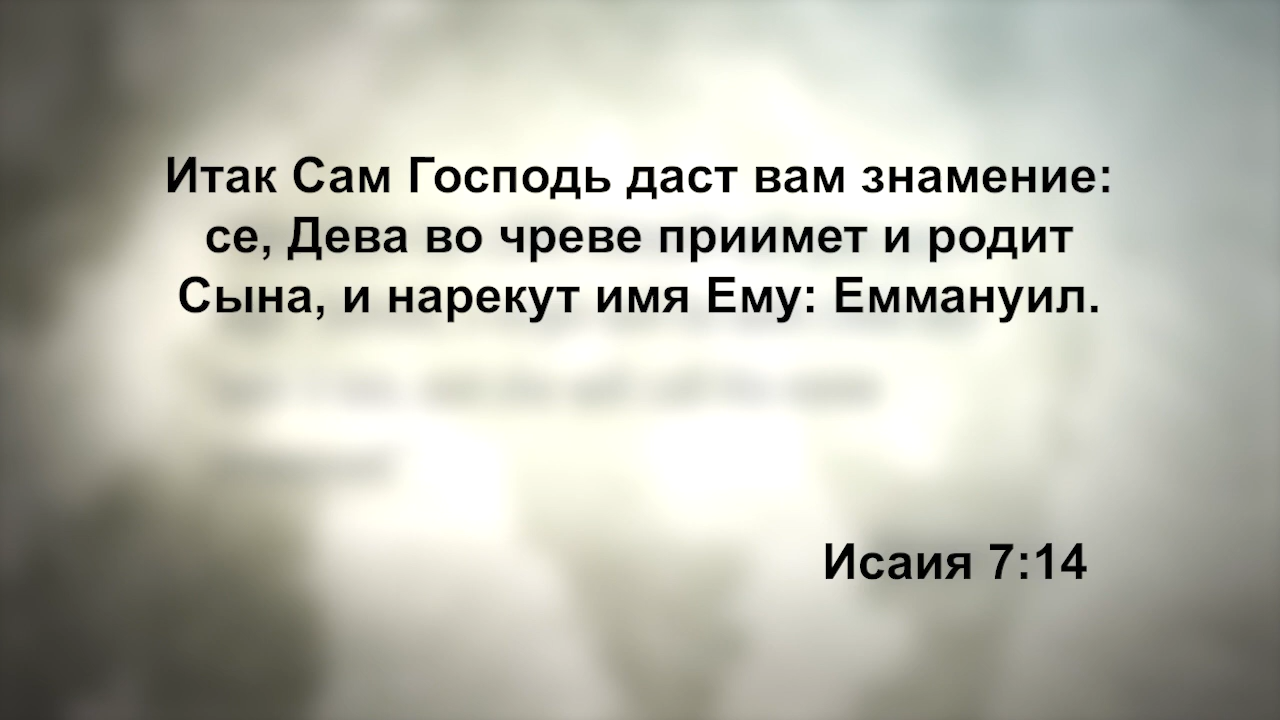 Итак Сам Господь даст вам знамение:
се, Дева во чреве приимет и родит
Сына, и нарекут имя Ему: Еммануил.
Исаия 7:14